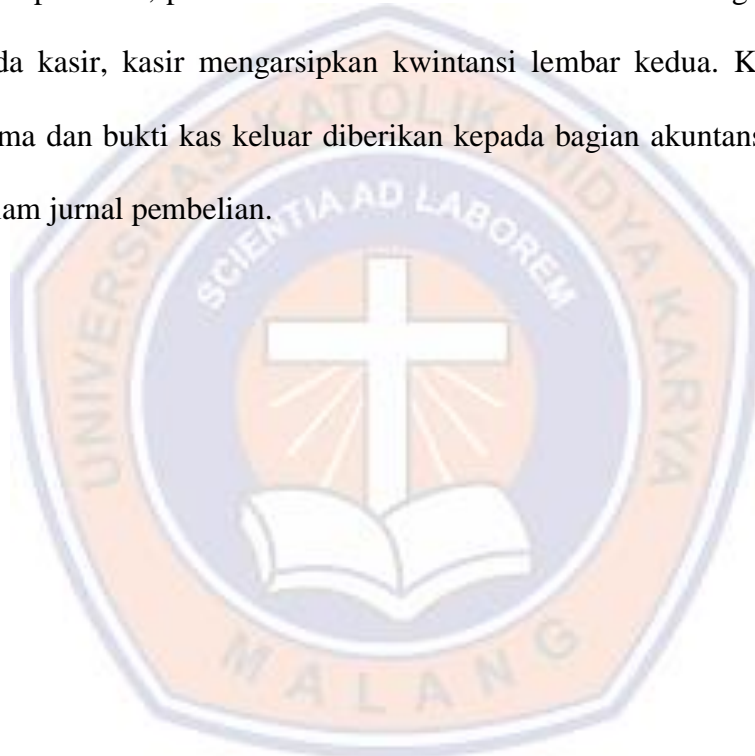 da kasir, kasir mengarsipkan kwintansi lembar kedua. K
ma dan bukti kas keluar diberikan kepada bagian akuntans
lam jurnal pembelian.
UNIVERSITAS KATOLIK WIDYA KARYA
SCIENTIA AD LABOREM
MALANG